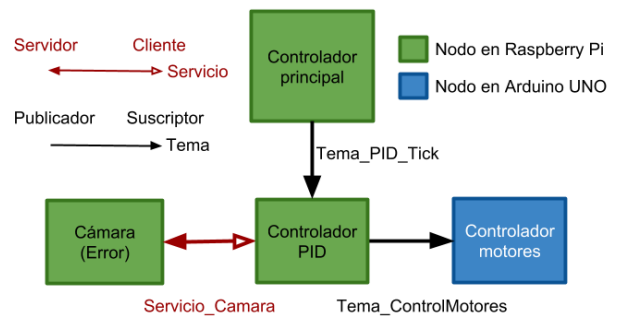 Servidor
Cliente
Servicio
Publicador
Suscriptor
Tema
Controlador
principal
Nodo en Raspberry Pi
Nodo en Arduino UNO
Tema_PID_Tick
Cámara
(Error)
Controlador
PID
Controlador
motores
Servicio_Camara
Tema_ControlMotores